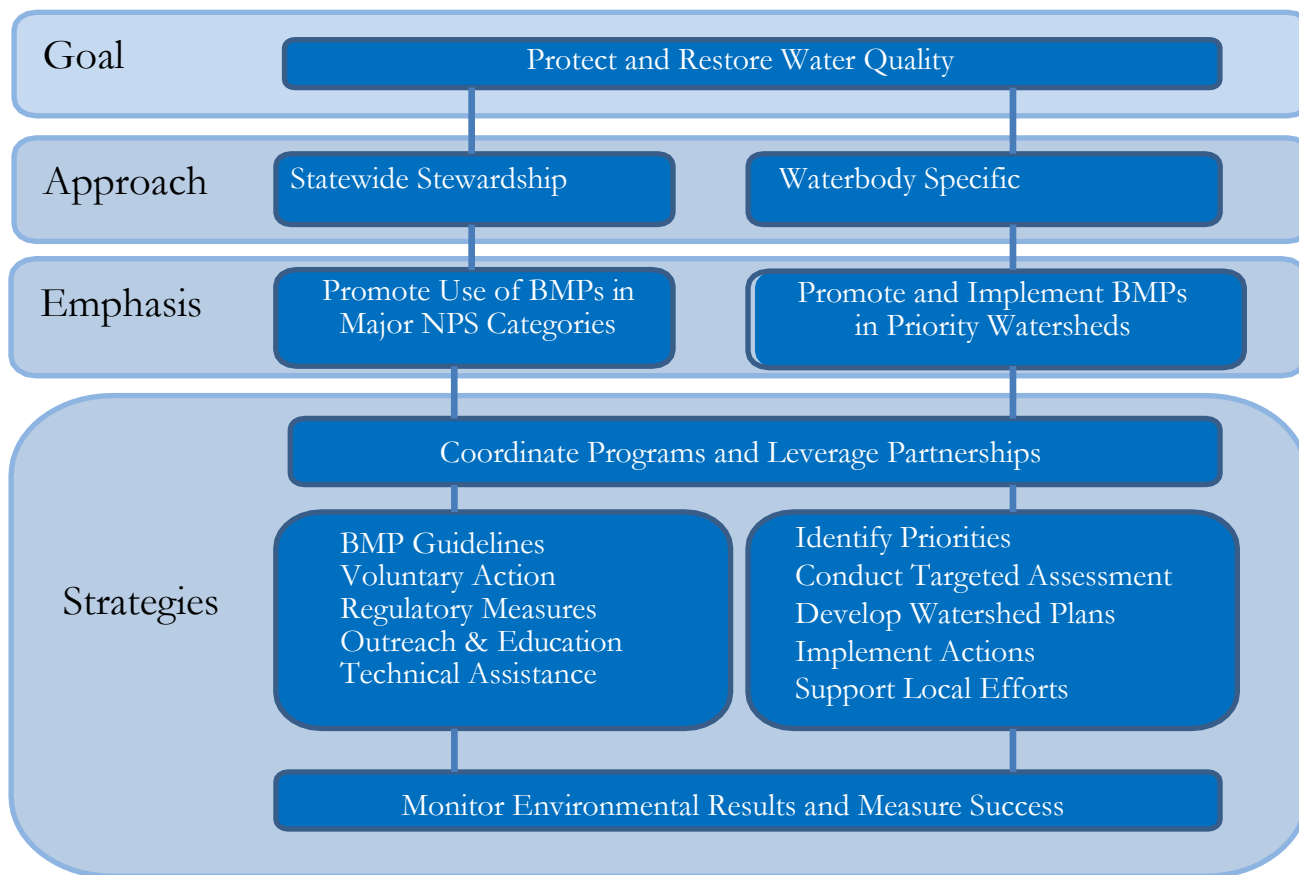 Goal
Protect and Restore Water Quality
Approach
Statewide Stewardship
Waterbody Specific
Emphasis
Promote Use of BMPs in
Major NPS Categories
Promote and Implement BMPs
in Priority Watersheds
Strategies
Coordinate Programs and Leverage Partnerships
BMP Guidelines
Voluntary Action
Regulatory Measures
Outreach & Education
Technical Assistance
Identify Priorities
Conduct Targeted Assessment
Develop Watershed Plans
Implement Actions
Support Local Efforts
Monitor Environmental Results and Measure Success